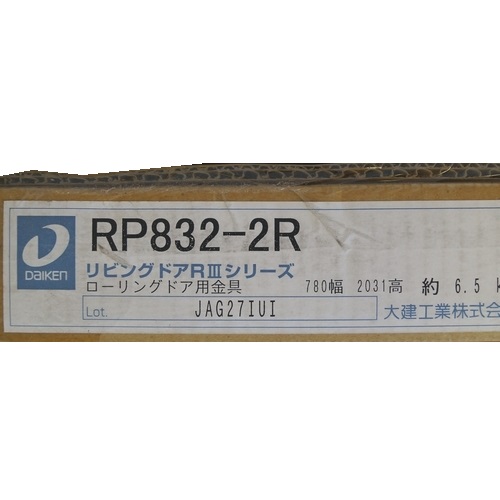 DAIKEN
RP832-2R
リビングドアRⅢシリーズ
ローリングドア用金具 780幅 2031高 約 6.5
Lot. JAG27IUI 大建工業株式